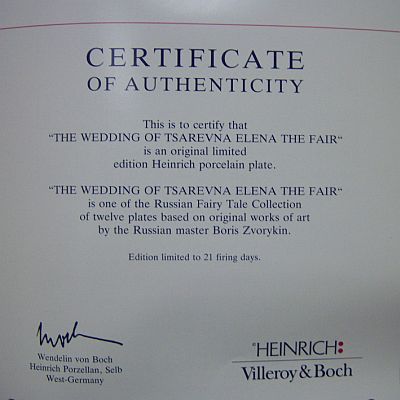 CERTIFICATE
OF AUTHENTICITY
This is to certify that
"THE WEDDING OF TSAREVNA ELENA THE FAIR"
is an original limited
edition Heinrich porcelain plate.
"THE WEDDING OF TSAREVNA ELENA THE FAIR"
is one of the Russian Fairy Tale Collection
of twelve plates based on original works of art
by the Russian master Boris Zvorykin.
Edition limited to 21 firing days.
Wendelin von Boch
Heinrich Porzellan, Selb
West-Germany
©HEINRICH:
Villeroy & Boch